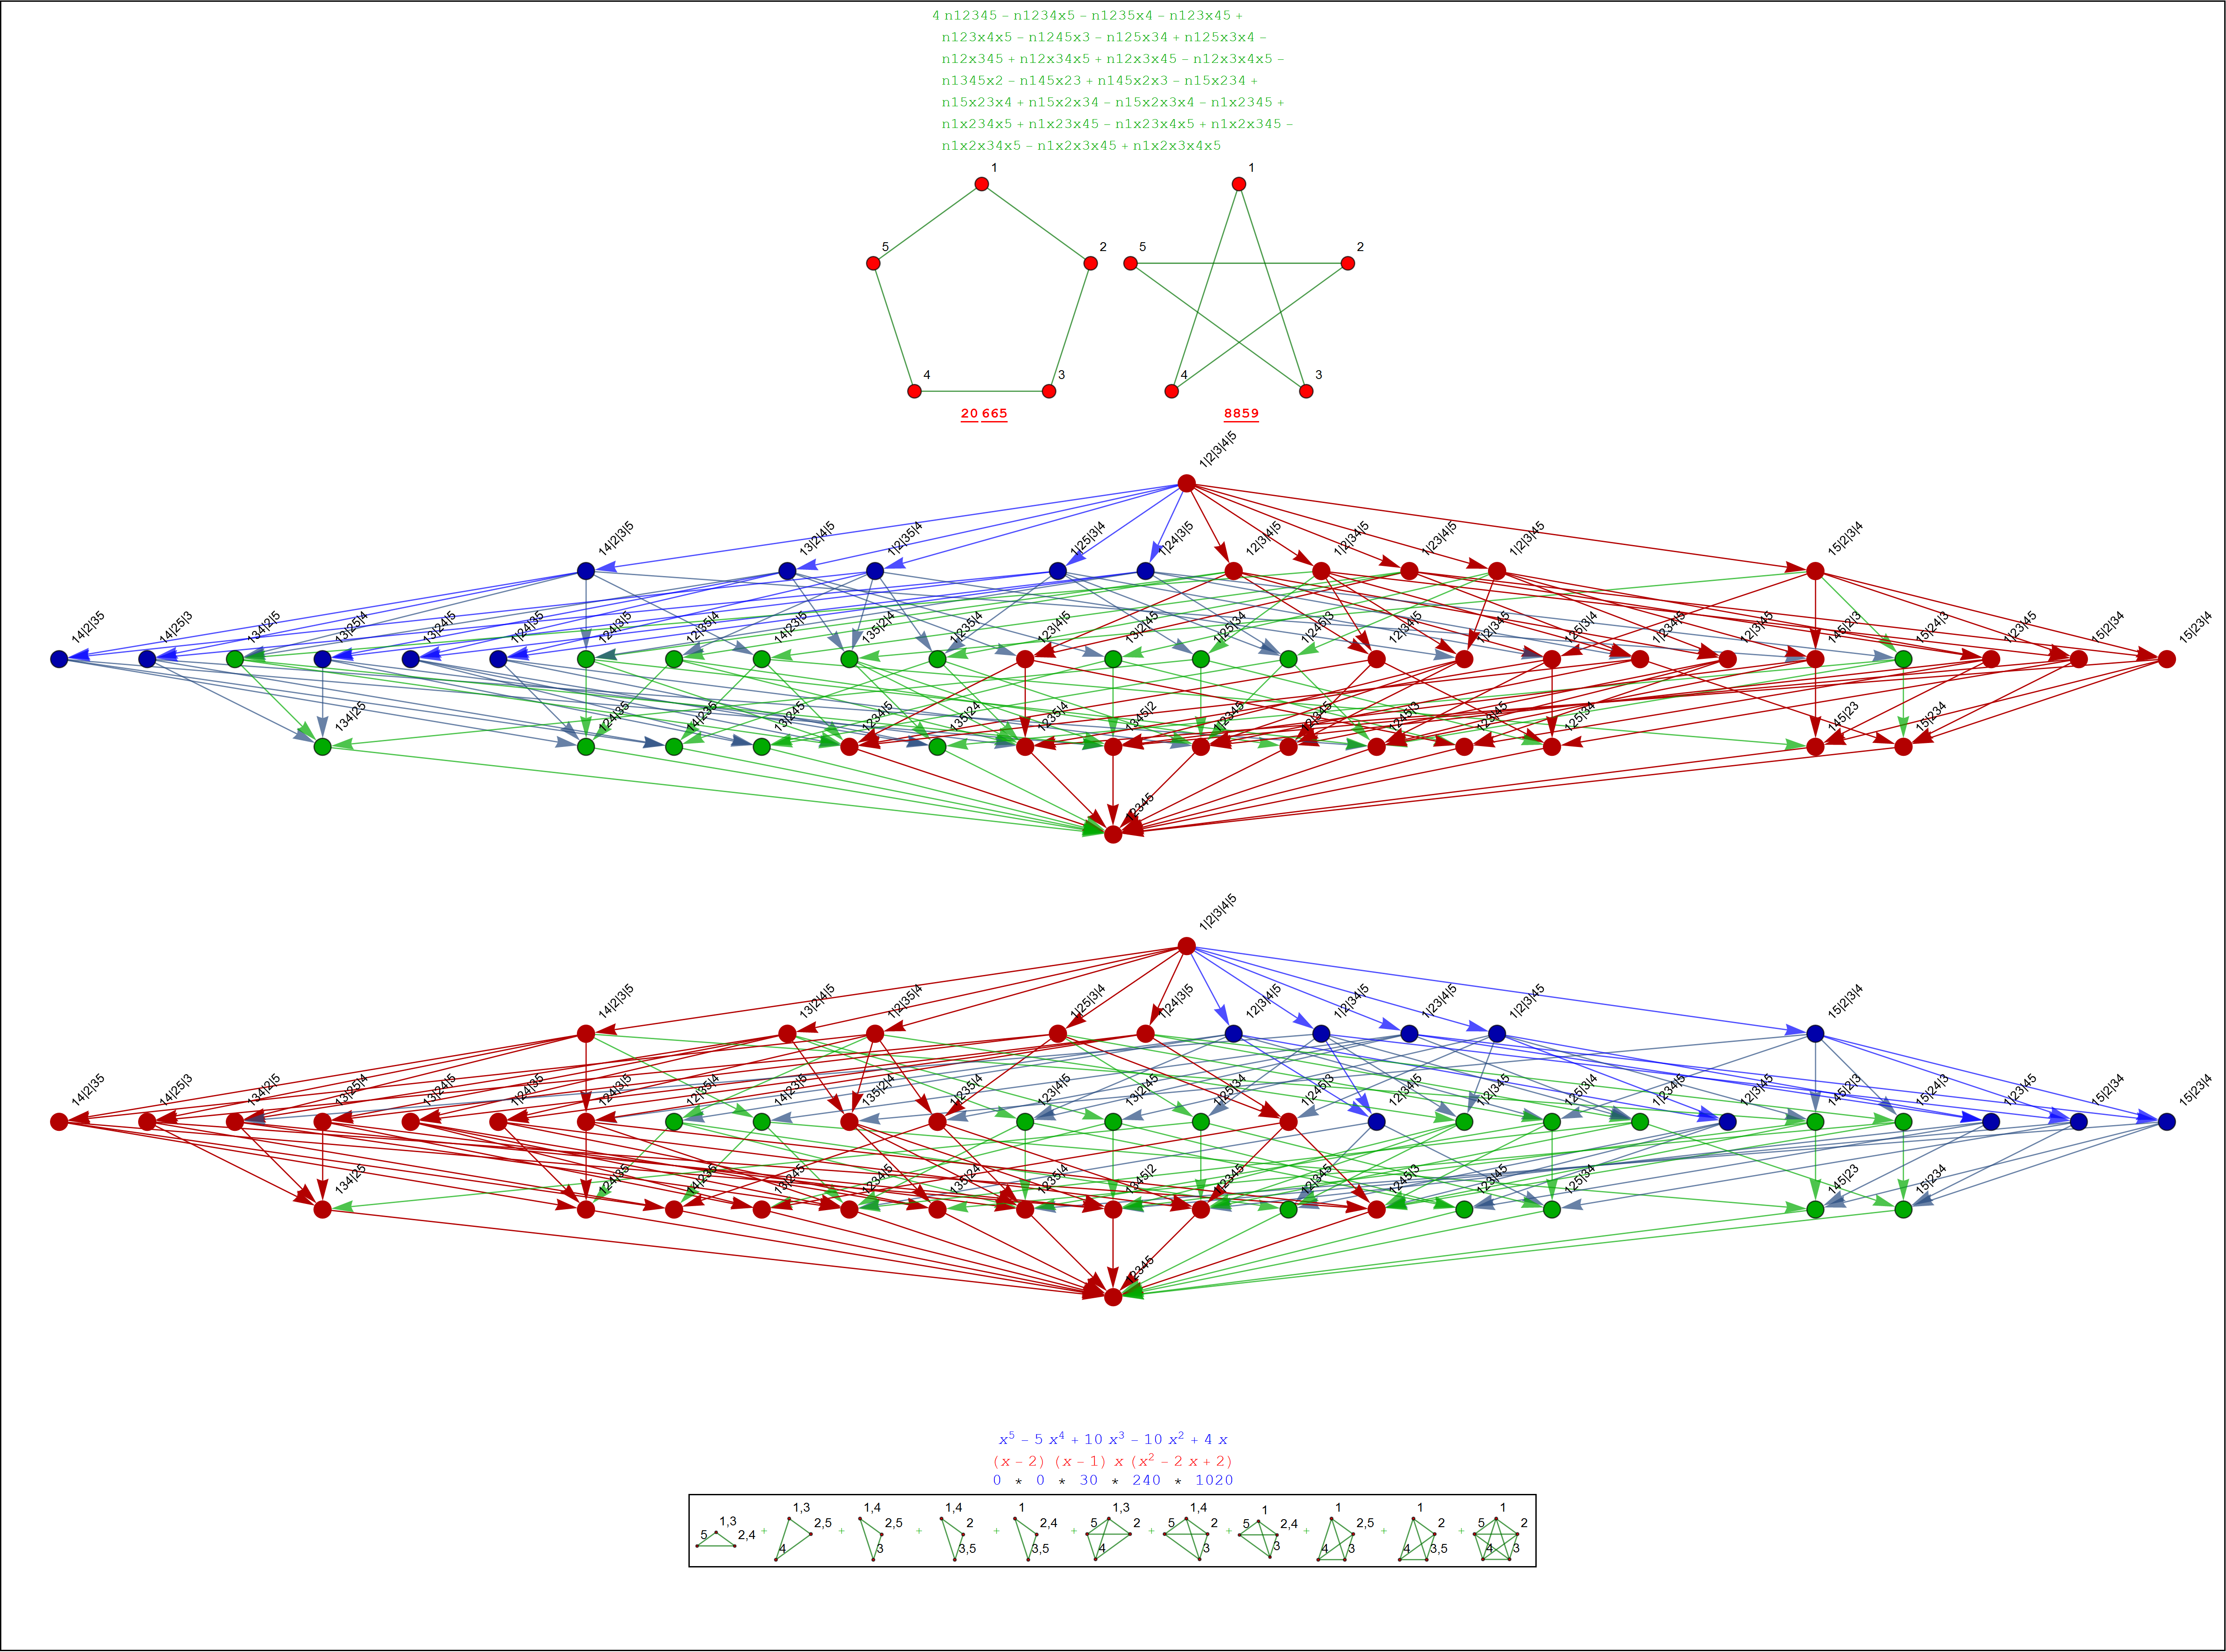 4 n12345 – n1234x5 – n1235x4 – n123x45 +
n123x4x5 – n1245x3 – n125x34 + n125x3x4 –
n12x345 + n12x34x5 + n12x3x45 – n12x3x4x5 –
n1345x2 – n145x23 + n145x2x3 – n15x234 +
n15x23x4 + n15x2x34 – n15x2x3x4 – n1x2345 +
n1x234x5 + n1x23x45 – n1x23x4x5 + n1x2x345 –
n1x2x34x5 – n1x2x3x45 + n1x2x3x4x5
1 1
5 2 5 2
4 3 4 3
20 665 8859
1|2|3|4|5
14|2|3|5 13|2|4|5 1|2|35|4 1|25|3|4 1|24|3|5 12|3|4|5 1|2|34|5 1|23|4|5 1|2|3|45 15|2|3|4
14|2|35 14|25|3 134|2|5 13|25|4 13|24|5 1|24|35 124|3|5 12|35|4 14|23|5 135|2|4 1|235|4 123|4|5 13|2|45 1|25|34 1|245|3 12|34|5 1|2|345 125|3|4 1|234|5 12|3|45 145|2|3 15|24|3 1|23|45 15|2|34 15|23|4
134|25 124|35 14|235 13|245 1234|5 135|24 1235|4 1345|2 1|2345 12|345 1245|3 123|45 125|34 145|23 15|234
12345
1|2|3|4|5
14|2|3|5 13|2|4|5 1|2|35|4 1|25|3|4 1|24|3|5 12|3|4|5 1|2|34|5 1|23|4|5 1|2|3|45 15|2|3|4
14|2|35 14|25|3 134|2|5 13|25|4 13|24|5 1|24|35 124|3|5 12|35|4 14|23|5 135|2|4 1|235|4 123|4|5 13|2|45 1|25|34 1|245|3 12|34|5 1|2|345 125|3|4 1|234|5 12|3|45 145|2|3 15|24|3 1|23|45 15|2|34 15|23|4
134|25 124|35 14|235 13|245 1234|5 135|24 1235|4 1345|2 1|2345 12|345 1245|3 123|45 125|34 145|23 15|234
12345
x⁵ – 5 x⁴ + 10 x³ – 10 x² + 4 x
(x – 2) (x – 1) x (x² – 2 x + 2)
0 * 0 * 30 * 240 * 1020
1,3 1,3 1,4 1,4 1 1,3 1,4 1 1 1 1
5 2,4 + 2,5 + 2,5 + 2 + 2,4 + 5 2 + 5 2 + 5 2,4 + 2,5 + 2 + 5 2
4 3 3,5 3,5 4 3 3 4 3 4 3,5 4 3